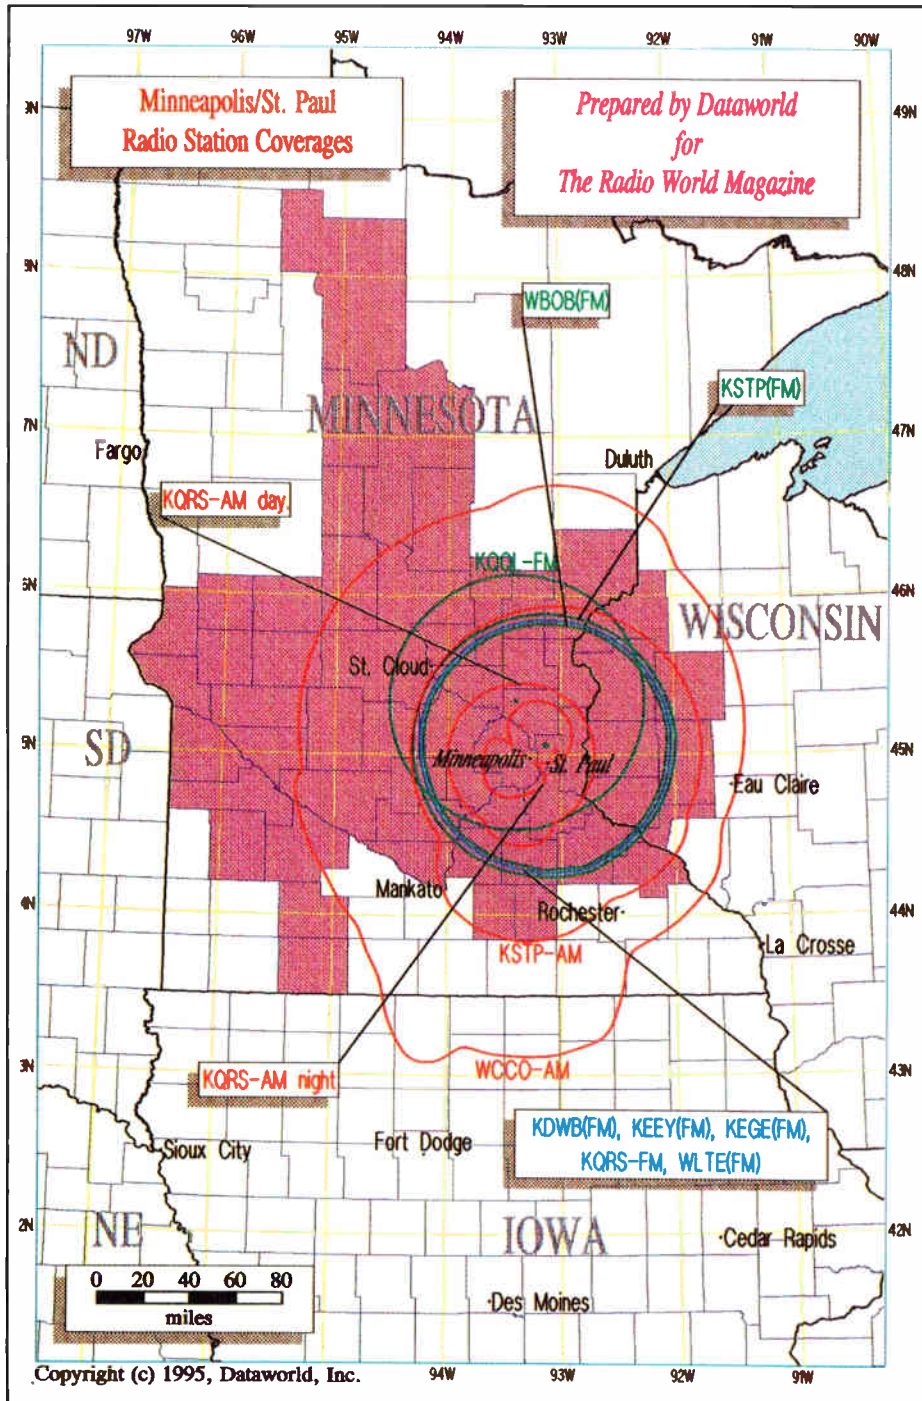 97W 96W 95W 94W 93W 92W 91W 90W
Minneapolis/St. Paul
Radio Station Coverages
Prepared by Dataworld
for
The Radio World Magazine
49N
48N
WBOB(FM)
ND
KSTP(FM)
MINNESOTA
47N
Fargo
Duluth
KQRS-AM day
KQQL-FM
46N
WISCONSIN
St. Cloud
SD
Minneapolis
St. Paul
45N
Eau Claire
Mankato
Rochester
44N
La Crosse
KSTP-AM
KQRS-AM night
WCCO-AM
43N
KDWB(FM), KEEY(FM), KEGE(FM),
KQRS-FM, WLTE(FM)
Sioux City
Fort Dodge
NE
IOWA
Cedar Rapids
42N
0 20 40 60 80
miles
Des Moines
Copyright (c) 1995, Dataworld, Inc.
94W 93W 92W 91W